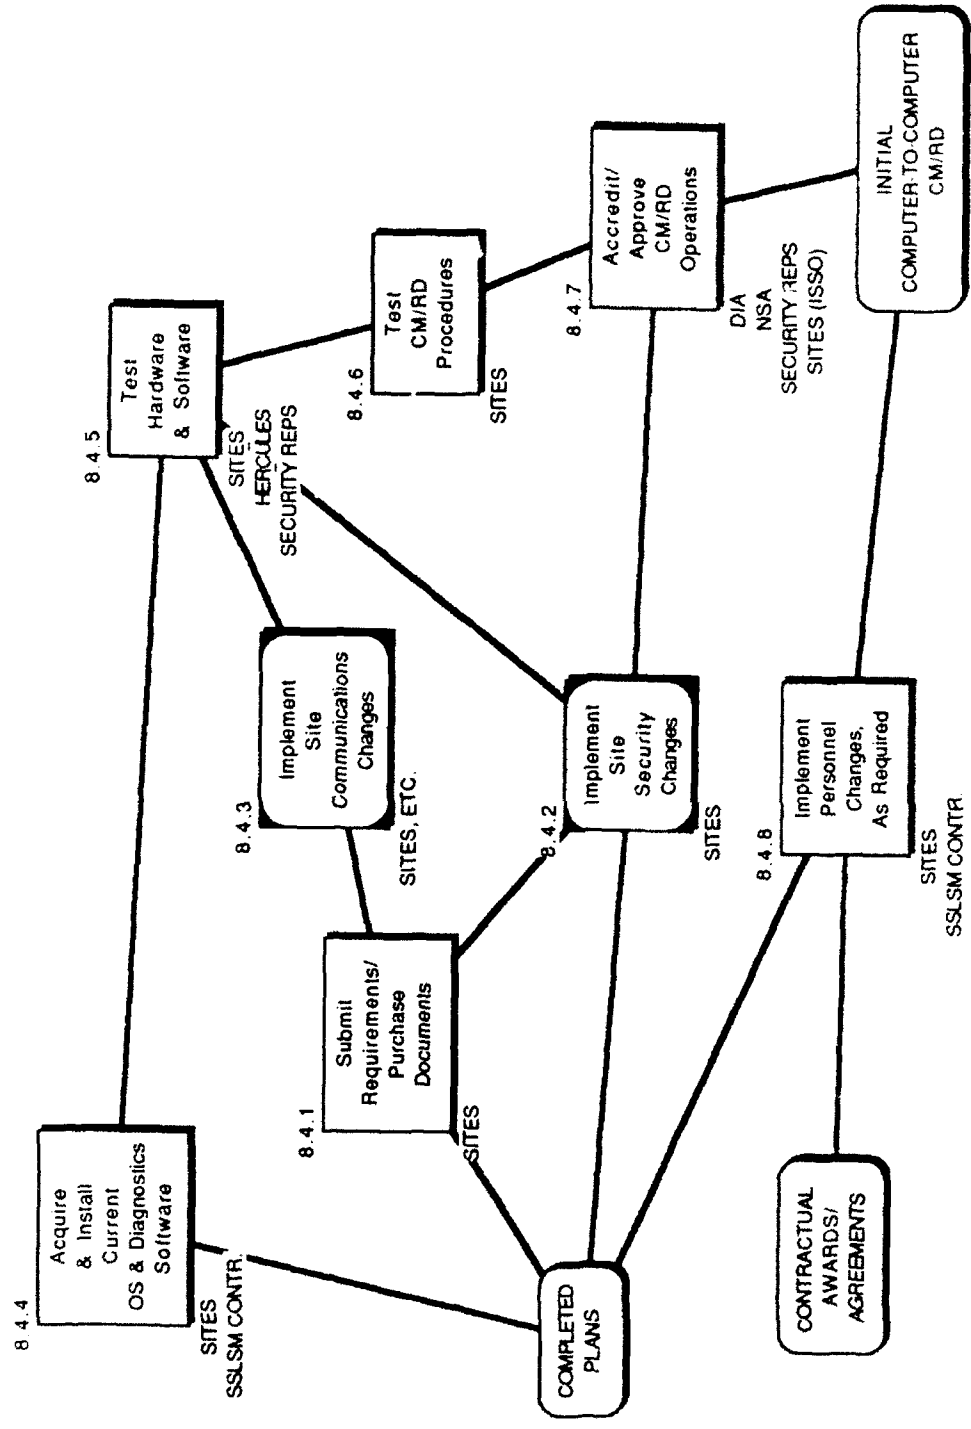 8.4.4
Acquire
& Install
Current
OS & Diagnostics
Software
SITES
SSLSM CONTR.
8.4.5
Test
Hardware
& Software
SITES
HERCULES
SECURITY REPS
8.4.3
Implement
Site
Communications
Changes
SITES, ETC.
8.4.1
Submit
Requirements/
Purchase
Documents
SITES
8.4.6
Test
CM/RD
Procedures
SITES
8.4.7
Accredit/
Approve
CM/RD
Operations
DIA
NSA
SECURITY REPS
SITES (ISSO)
8.4.2
Implement
Site
Security
Changes
SITES
COMPLETED
PLANS
8.4.8
Implement
Personnel
Changes,
As Required
SITES
SSLSM CONTR.
CONTRACTUAL
AWARDS/
AGREEMENTS
INITIAL
COMPUTER-TO-COMPUTER
CM/RD